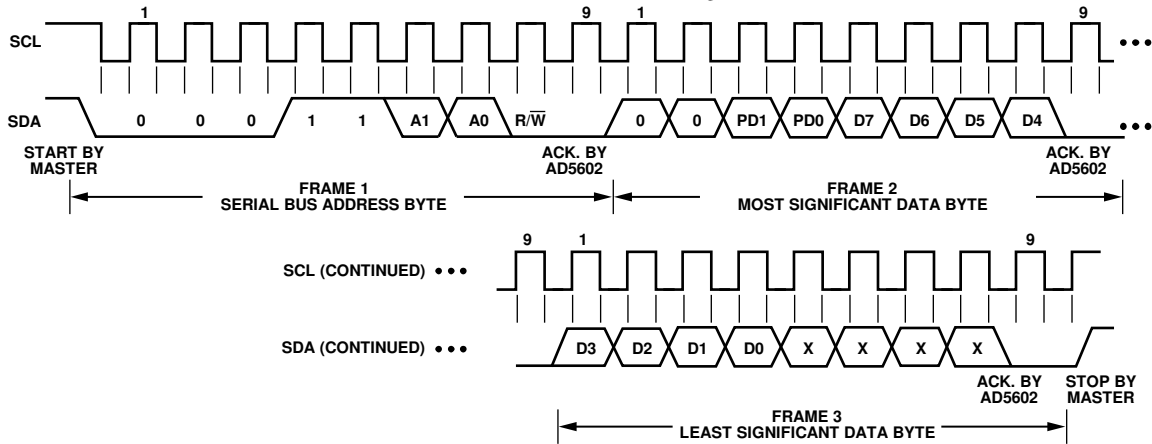 1 9 1 9
SCL
SDA 0 0 0 1 1 A1 A0 R/W̅ 0 0 PD1 PD0 D7 D6 D5 D4
START BY MASTER
ACK. BY AD5602
ACK. BY AD5602
FRAME 1
SERIAL BUS ADDRESS BYTE
FRAME 2
MOST SIGNIFICANT DATA BYTE
9 1 9
SCL (CONTINUED)
SDA (CONTINUED) D3 D2 D1 D0 X X X X
ACK. BY AD5602
STOP BY MASTER
FRAME 3
LEAST SIGNIFICANT DATA BYTE